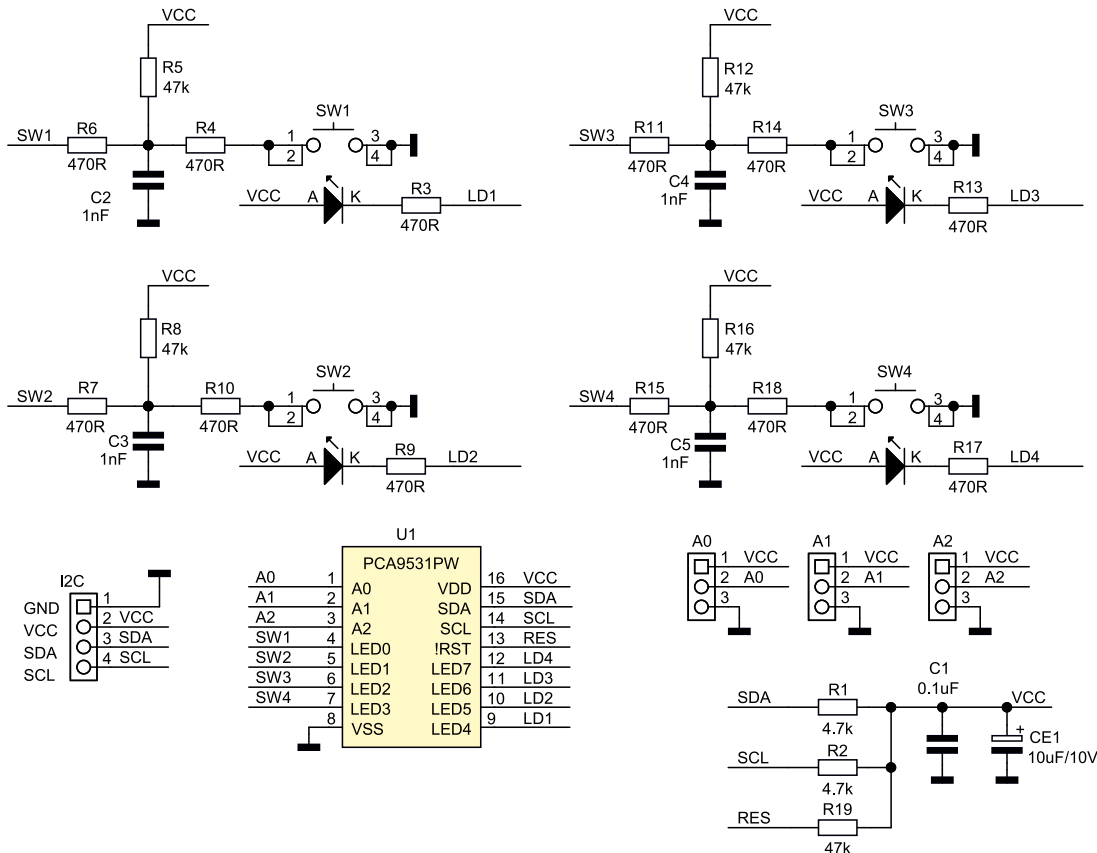 VCC
R5
47k
SW1
R6
470R
R4
470R
SW1
1
2
3
4
C2
1nF
VCC
A
K
R3
470R
LD1
VCC
R12
47k
SW3
R11
470R
R14
470R
SW3
1
2
3
4
C4
1nF
VCC
A
K
R13
470R
LD3
VCC
R8
47k
SW2
R7
470R
R10
470R
SW2
1
2
3
4
C3
1nF
VCC
A
K
R9
470R
LD2
VCC
R16
47k
SW4
R15
470R
R18
470R
SW4
1
2
3
4
C5
1nF
VCC
A
K
R17
470R
LD4
I2C
GND 1
VCC 2 VCC
SDA 3 SDA
SCL 4 SCL
U1
PCA9531PW
A0 1 A0 VDD 16 VCC
A1 2 A1 SDA 15 SDA
A2 3 A2 SCL 14 SCL
SW1 4 LED0 !RST 13 RES
SW2 5 LED1 LED7 12 LD4
SW3 6 LED2 LED6 11 LD3
SW4 7 LED3 LED5 10 LD2
8 VSS LED4 9 LD1
A0
1 VCC
2 A0
3
A1
1 VCC
2 A1
3
A2
1 VCC
2 A2
3
SDA
R1
4.7k
SCL
R2
4.7k
RES
R19
47k
C1
0.1uF
VCC
+
CE1
10uF/10V